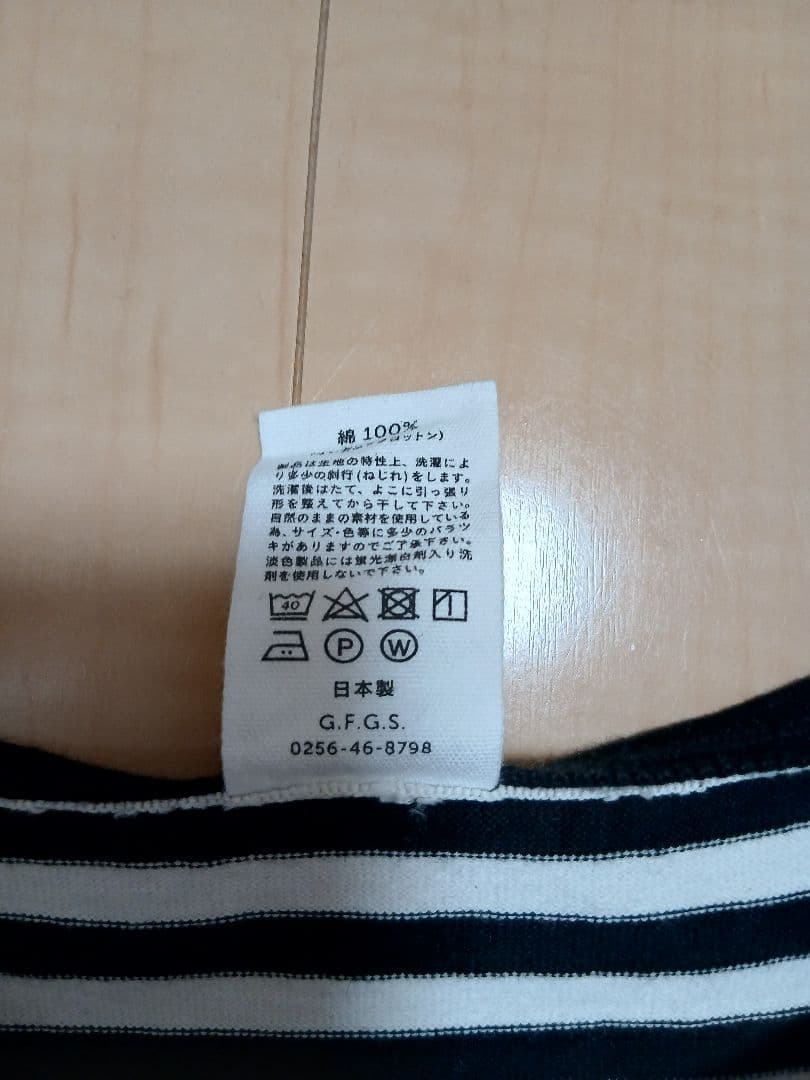 綿 100%
コットン)
製品は生地の特性上、洗濯によ
り多少の斜行(ねじれ)をします。
洗濯後はたて、よこに引っ張り
形を整えてから干して下さい。
自然のままの素材を使用している
為、サイズ・色等に多少のバラツ
キがありますのでご了承下さい。
淡色製品には蛍光漂白剤入り洗
剤を使用しないで下さい。
40
P W
日本製
G.F.G.S.
0256-46-8798